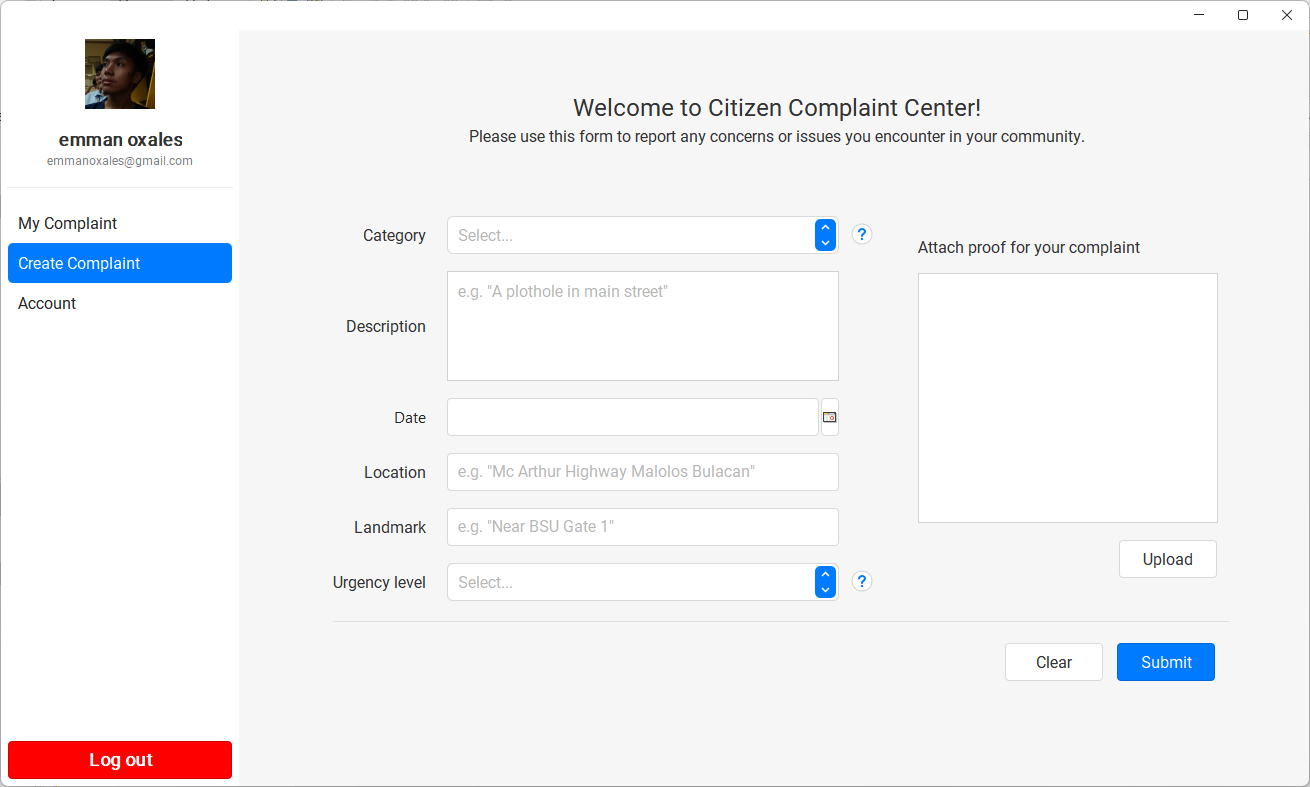 emman oxales
emmanoxales@gmail.com
My Complaint
Create Complaint
Account
Log out
Welcome to Citizen Complaint Center!
Please use this form to report any concerns or issues you encounter in your community.
Category
Select...
?
Description
e.g. "A plothole in main street"
Date
Location
e.g. "Mc Arthur Highway Malolos Bulacan"
Landmark
e.g. "Near BSU Gate 1"
Urgency level
Select...
?
Attach proof for your complaint
Upload
Clear
Submit